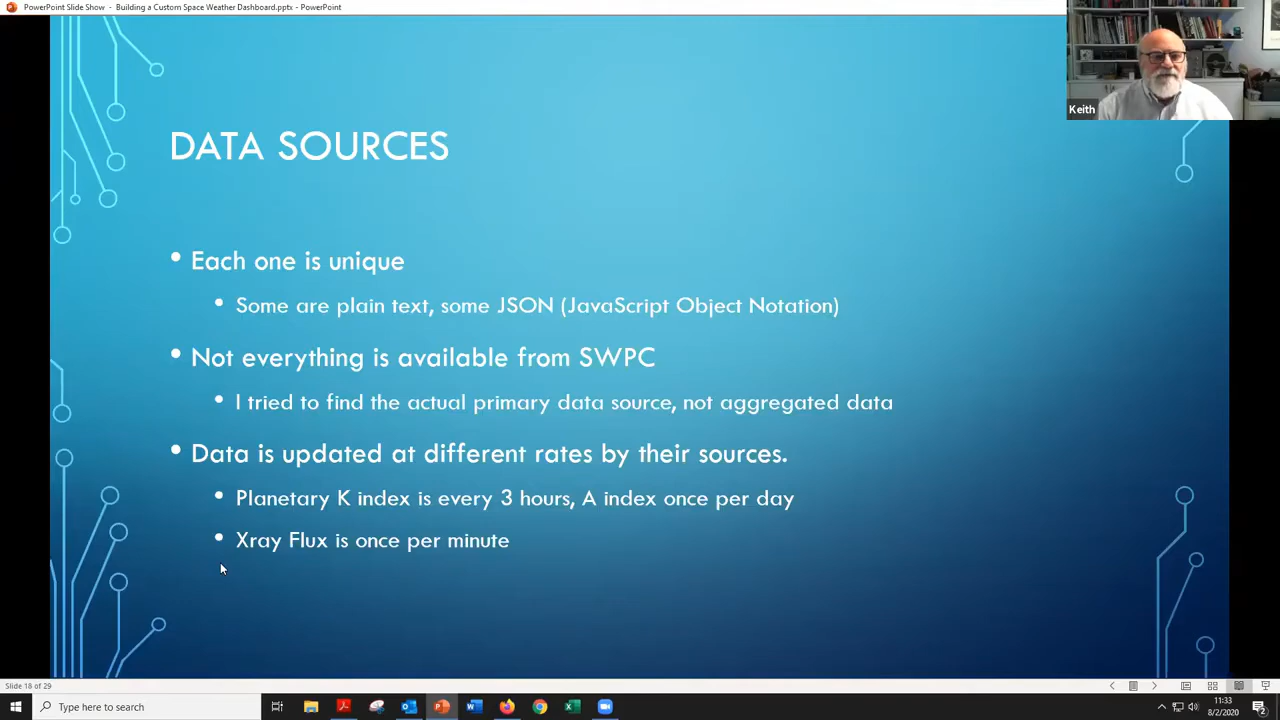 PowerPoint Slide Show - Building a Custom Space Weather Dashboard.pptx - PowerPoint
Keith
DATA SOURCES
• Each one is unique
• Some are plain text, some JSON (JavaScript Object Notation)
• Not everything is available from SWPC
• I tried to find the actual primary data source, not aggregated data
• Data is updated at different rates by their sources.
• Planetary K index is every 3 hours, A index once per day
• Xray Flux is once per minute
Slide 18 of 29
Type here to search
11:33
8/2/2020